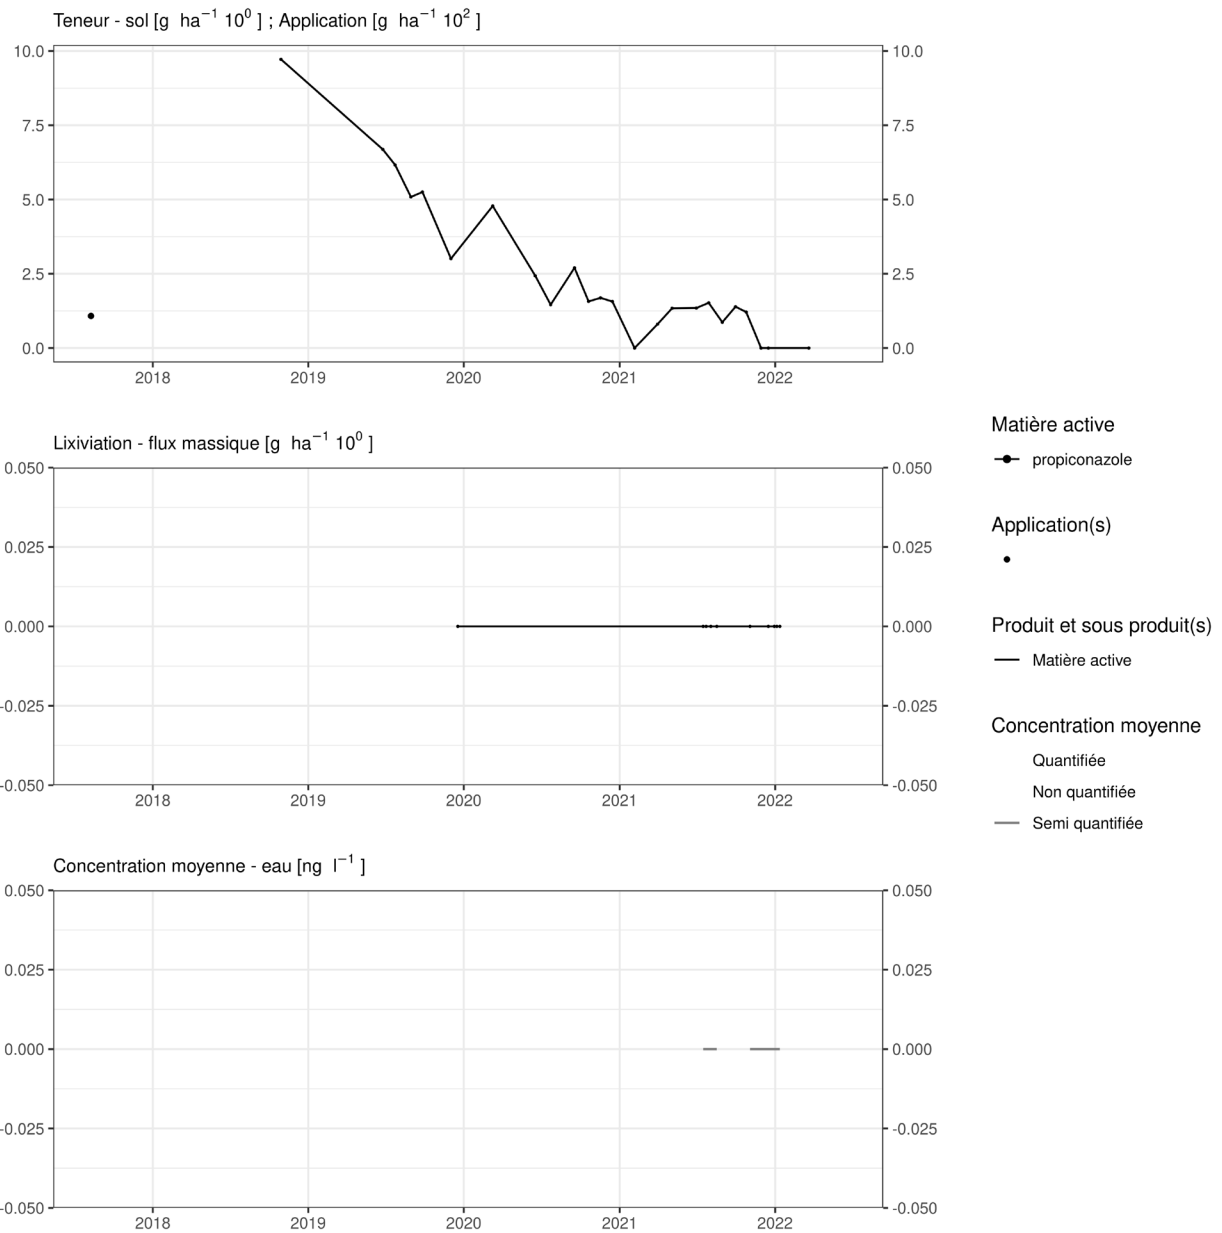 Teneur - sol [g ha⁻¹ 10⁰ ] ; Application [g ha⁻¹ 10² ]
10.0 10.0
7.5 7.5
5.0 5.0
2.5 2.5
0.0 0.0
2018 2019 2020 2021 2022
Lixiviation - flux massique [g ha⁻¹ 10⁰ ]
0.050 0.050
0.025 0.025
0.000 0.000
-0.025 -0.025
-0.050 -0.050
2018 2019 2020 2021 2022
Concentration moyenne - eau [ng l⁻¹ ]
0.050 0.050
0.025 0.025
0.000 0.000
-0.025 -0.025
-0.050 -0.050
2018 2019 2020 2021 2022
Matière active
propiconazole
Application(s)
Produit et sous produit(s)
Matière active
Concentration moyenne
Quantifiée
Non quantifiée
Semi quantifiée